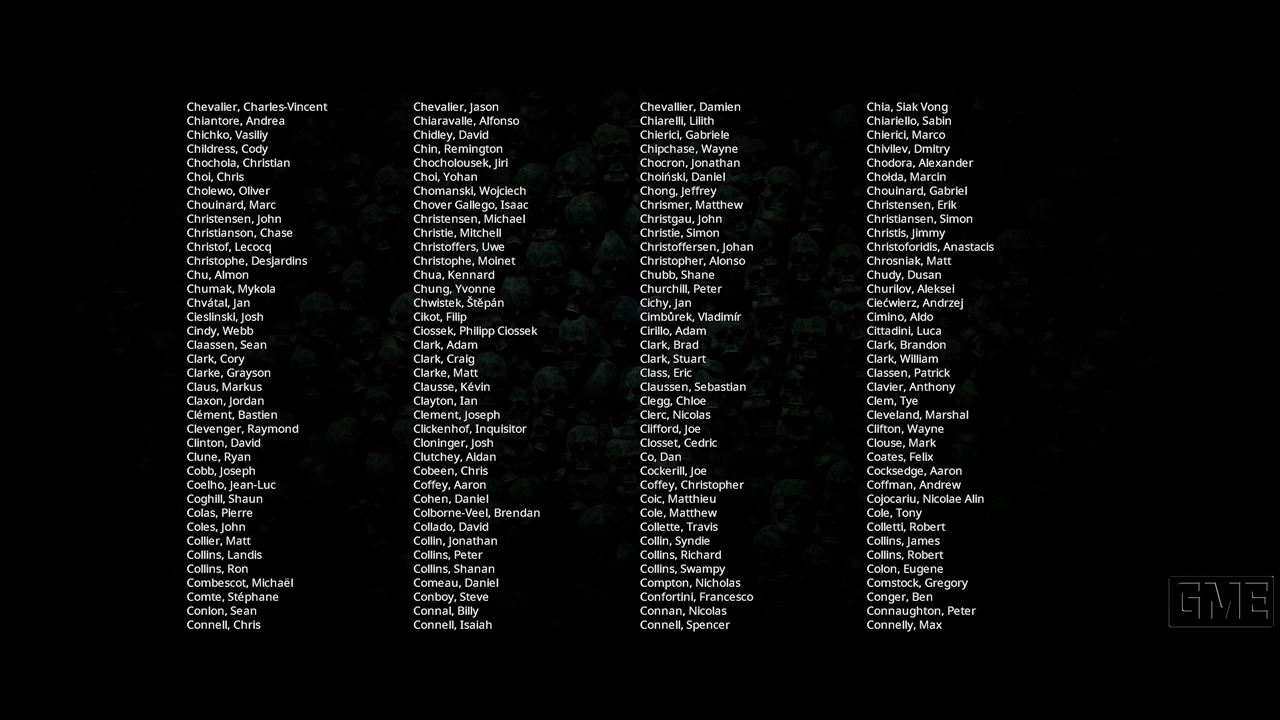 Chevalier, Charles-Vincent Chevalier, Jason Chevallier, Damien Chia, Siak Vong
Chiantore, Andrea Chiaravalle, Alfonso Chiarelli, Lilith Chiariello, Sabin
Chichko, Vasiliy Chidley, David Chierici, Gabriele Chierici, Marco
Childress, Cody Chin, Remington Chipchase, Wayne Chivilev, Dmitry
Chochola, Christian Chocholousek, Jiri Chocron, Jonathan Chodora, Alexander
Choi, Chris Choi, Yohan Choiński, Daniel Chołda, Marcin
Cholewo, Oliver Chomanski, Wojciech Chong, Jeffrey Chouinard, Gabriel
Chouinard, Marc Chover Gallego, Isaac Chrismer, Matthew Christensen, Erik
Christensen, John Christensen, Michael Christgau, John Christiansen, Simon
Christianson, Chase Christie, Mitchell Christie, Simon Christis, Jimmy
Christof, Lecocq Christoffers, Uwe Christoffersen, Johan Christoforidis, Anastacis
Christophe, Desjardins Christophe, Moinet Christopher, Alonso Chrosniak, Matt
Chu, Almon Chua, Kennard Chubb, Shane Chudy, Dusan
Chumak, Mykola Chung, Yvonne Churchill, Peter Churilov, Aleksei
Chvátal, Jan Chwistek, Štěpán Cichy, Jan Ciećwierz, Andrzej
Cieslinski, Josh Cikot, Filip Cimbůrek, Vladimír Cimino, Aldo
Cindy, Webb Ciossek, Philipp Ciossek Cirillo, Adam Cittadini, Luca
Claassen, Sean Clark, Adam Clark, Brad Clark, Brandon
Clark, Cory Clark, Craig Clark, Stuart Clark, William
Clarke, Grayson Clarke, Matt Class, Eric Classen, Patrick
Claus, Markus Clausse, Kévin Claussen, Sebastian Clavier, Anthony
Claxon, Jordan Clayton, Ian Clegg, Chloe Clem, Tye
Clément, Bastien Clement, Joseph Clerc, Nicolas Cleveland, Marshal
Clevenger, Raymond Clickenhof, Inquisitor Clifford, Joe Clifton, Wayne
Clinton, David Cloninger, Josh Closset, Cedric Clouse, Mark
Clune, Ryan Clutchey, Aidan Co, Dan Coates, Felix
Cobb, Joseph Cobeen, Chris Cockerill, Joe Cocksedge, Aaron
Coelho, Jean-Luc Coffey, Aaron Coffey, Christopher Coffman, Andrew
Coghill, Shaun Cohen, Daniel Coic, Matthieu Cojocariu, Nicolae Alin
Colas, Pierre Colborne-Veel, Brendan Cole, Matthew Cole, Tony
Coles, John Collado, David Collette, Travis Colletti, Robert
Collier, Matt Collin, Jonathan Collin, Syndie Collins, James
Collins, Landis Collins, Peter Collins, Richard Collins, Robert
Collins, Ron Collins, Shanan Collins, Swampy Colon, Eugene
Combescot, Michaël Comeau, Daniel Compton, Nicholas Comstock, Gregory
Comte, Stéphane Conboy, Steve Confortini, Francesco Conger, Ben
Conlon, Sean Connal, Billy Connan, Nicolas Connaughton, Peter
Connell, Chris Connell, Isaiah Connell, Spencer Connelly, Max
GME